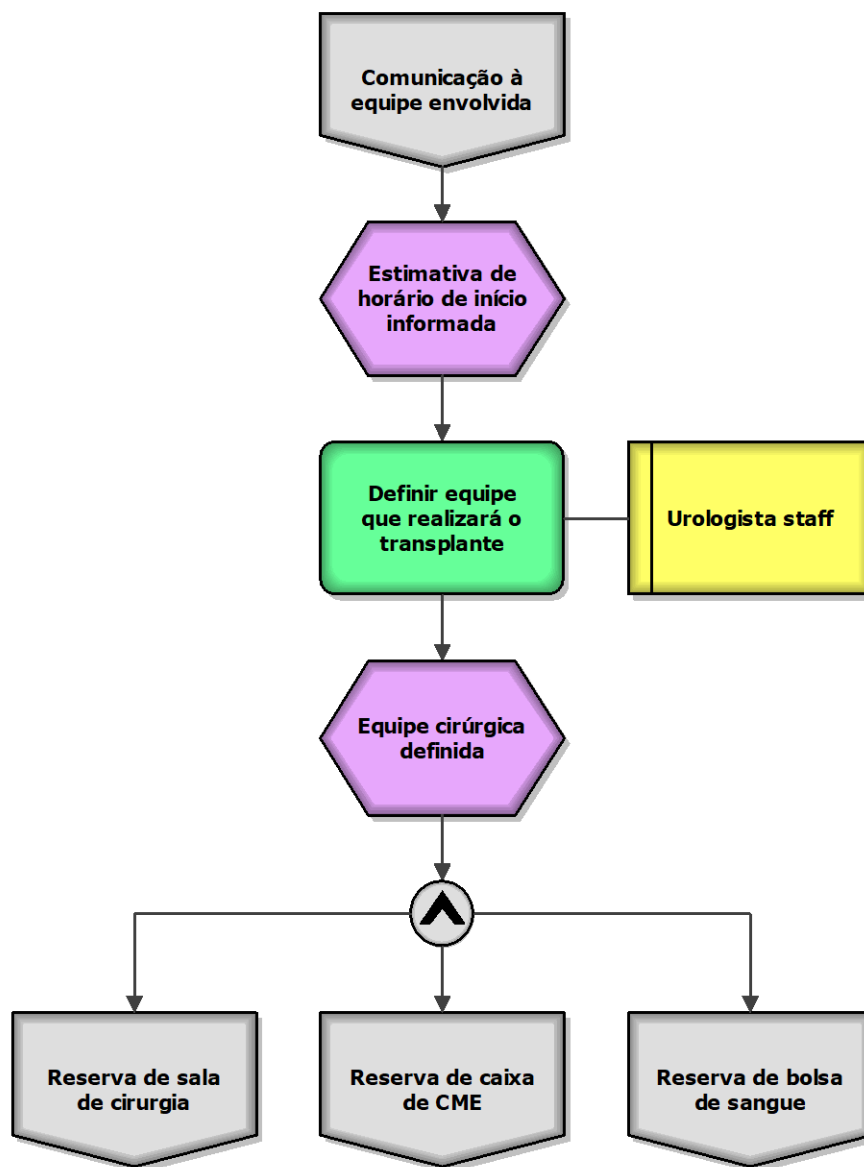 Comunicação à
equipe envolvida
Estimativa de
horário de início
informada
Definir equipe
que realizará o
transplante
Urologista staff
Equipe cirúrgica
definida
Reserva de sala
de cirurgia
Reserva de caixa
de CME
Reserva de bolsa
de sangue